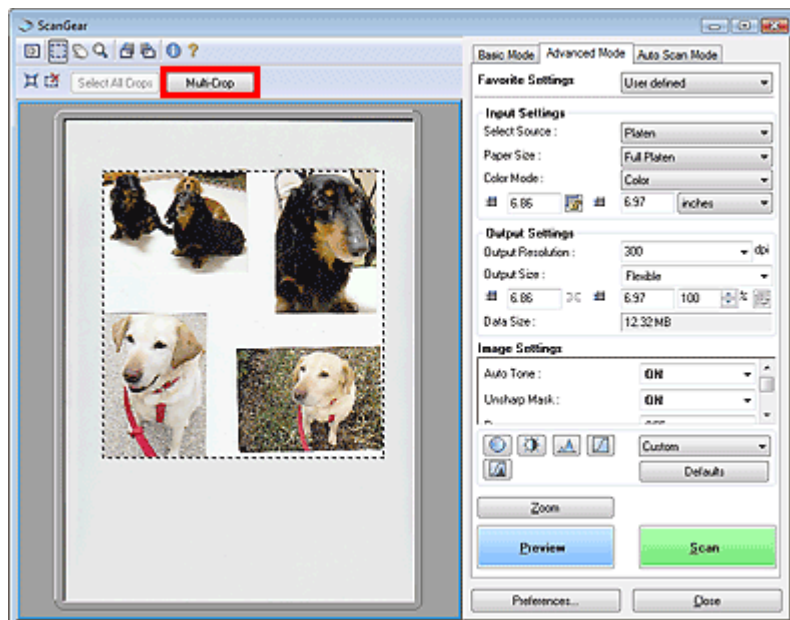 ScanGear
Select All Crops
Multi-Crop
Basic Mode
Advanced Mode
Auto Scan Mode
Favorite Settings
User defined
Input Settings
Select Source :
Platen
Paper Size :
Full Platen
Color Mode :
Color
6.86
6.97
inches
Output Settings
Output Resolution :
300
dpi
Output Size :
Flexible
6.86
6.97
100
%
Data Size :
12.32 MB
Image Settings
Auto Tone :
ON
Unsharp Mask :
ON
Custom
Defaults
Zoom
Preview
Scan
Preferences...
Close